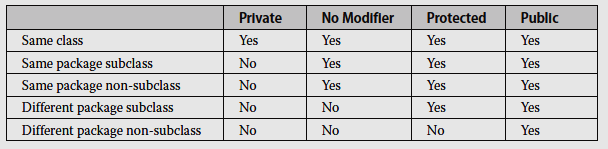 Private No Modifier Protected Public
Same class Yes Yes Yes Yes
Same package subclass No Yes Yes Yes
Same package non-subclass No Yes Yes Yes
Different package subclass No No Yes Yes
Different package non-subclass No No No Yes